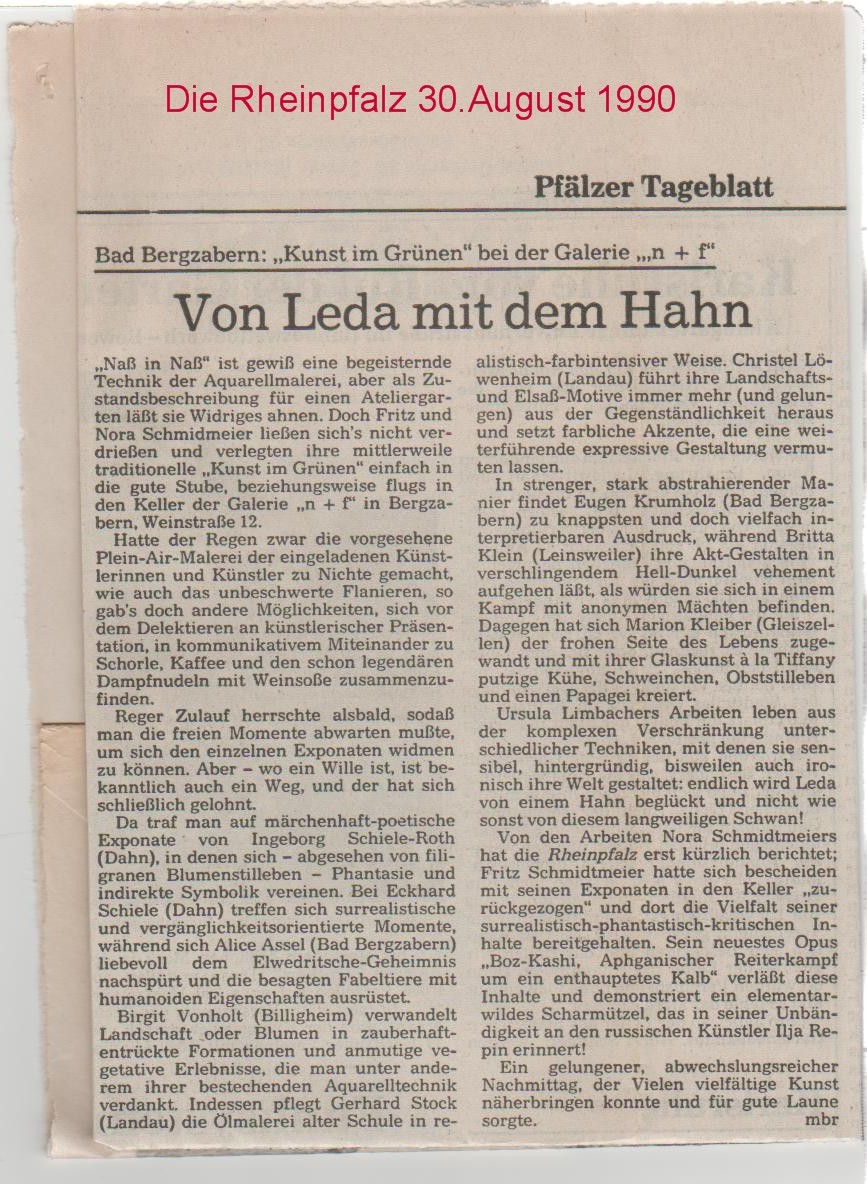 Die Rheinpfalz 30.August 1990
Pfälzer Tageblatt
Bad Bergzabern: „Kunst im Grünen“ bei der Galerie „„n + f“
Von Leda mit dem Hahn
„Naß in Naß“ ist gewiß eine begeisternde
Technik der Aquarellmalerei, aber als Zu-
standsbeschreibung für einen Ateliergar-
ten läßt sie Widriges ahnen. Doch Fritz und
Nora Schmidmeier ließen sich's nicht ver-
drießen und verlegten ihre mittlerweile
traditionelle „Kunst im Grünen“ einfach in
die gute Stube, beziehungsweise flugs in
den Keller der Galerie „n + f“ in Bergza-
bern, Weinstraße 12.
Hatte der Regen zwar die vorgesehene
Plein-Air-Malerei der eingeladenen Künst-
lerinnen und Künstler zu Nichte gemacht,
wie auch das unbeschwerte Flanieren, so
gab's doch andere Möglichkeiten, sich vor
dem Delektieren an künstlerischer Präsen-
tation, in kommunikativem Miteinander zu
Schorle, Kaffee und den schon legendären
Dampfnudeln mit Weinsoße zusammenzu-
finden.
Reger Zulauf herrschte alsbald, sodaß
man die freien Momente abwarten mußte,
um sich den einzelnen Exponaten widmen
zu können. Aber – wo ein Wille ist, ist be-
kanntlich auch ein Weg, und der hat sich
schließlich gelohnt.
Da traf man auf märchenhaft-poetische
Exponate von Ingeborg Schiele-Roth
(Dahn), in denen sich – abgesehen von fili-
granen Blumenstilleben – Phantasie und
indirekte Symbolik vereinen. Bei Eckhard
Schiele (Dahn) treffen sich surrealistische
und vergänglichkeitsorientierte Momente,
während sich Alice Assel (Bad Bergzabern)
liebevoll dem Elwedritsche-Geheimnis
nachspürt und die besagten Fabeltiere mit
humanoiden Eigenschaften ausrüstet.
Birgit Vonholt (Billigheim) verwandelt
Landschaft oder Blumen in zauberhaft-
entrückte Formationen und anmutige ve-
getative Erlebnisse, die man unter ande-
rem ihrer bestechenden Aquarelltechnik
verdankt. Indessen pflegt Gerhard Stock
(Landau) die Ölmalerei alter Schule in re-
alistisch-farbintensiver Weise. Christel Lö-
wenheim (Landau) führt ihre Landschafts-
und Elsaß-Motive immer mehr (und gelun-
gen) aus der Gegenständlichkeit heraus
und setzt farbliche Akzente, die eine wei-
terführende expressive Gestaltung vermu-
ten lassen.
In strenger, stark abstrahierender Ma-
nier findet Eugen Krumholz (Bad Bergza-
bern) zu knappsten und doch vielfach in-
terpretierbaren Ausdruck, während Britta
Klein (Leinsweiler) ihre Akt-Gestalten in
verschlingendem Hell-Dunkel vehement
aufgehen läßt, als würden sie sich in einem
Kampf mit anonymen Mächten befinden.
Dagegen hat sich Marion Kleiber (Gleiszel-
len) der frohen Seite des Lebens zuge-
wandt und mit ihrer Glaskunst à la Tiffany
putzige Kühe, Schweinchen, Obststilleben
und einen Papagei kreiert.
Ursula Limbachers Arbeiten leben aus
der komplexen Verschränkung unter-
schiedlicher Techniken, mit denen sie sen-
sibel, hintergründig, bisweilen auch iro-
nisch ihre Welt gestaltet: endlich wird Leda
von einem Hahn beglückt und nicht wie
sonst von diesem langweiligen Schwan!
Von den Arbeiten Nora Schmidtmeiers
hat die Rheinpfalz erst kürzlich berichtet;
Fritz Schmidtmeier hatte sich bescheiden
mit seinen Exponaten in den Keller „zu-
rückgezogen“ und dort die Vielfalt seiner
surrealistisch-phantastisch-kritischen In-
halte bereitgehalten. Sein neuestes Opus
„Boz-Kashi, Aphganischer Reiterkampf
um ein enthauptetes Kalb“ verläßt diese
Inhalte und demonstriert ein elementar-
wildes Scharmützel, das in seiner Unbän-
digkeit an den russischen Künstler Ilja Re-
pin erinnert!
Ein gelungener, abwechslungsreicher
Nachmittag, der Vielen vielfältige Kunst
näherbringen konnte und für gute Laune
sorgte. mbr